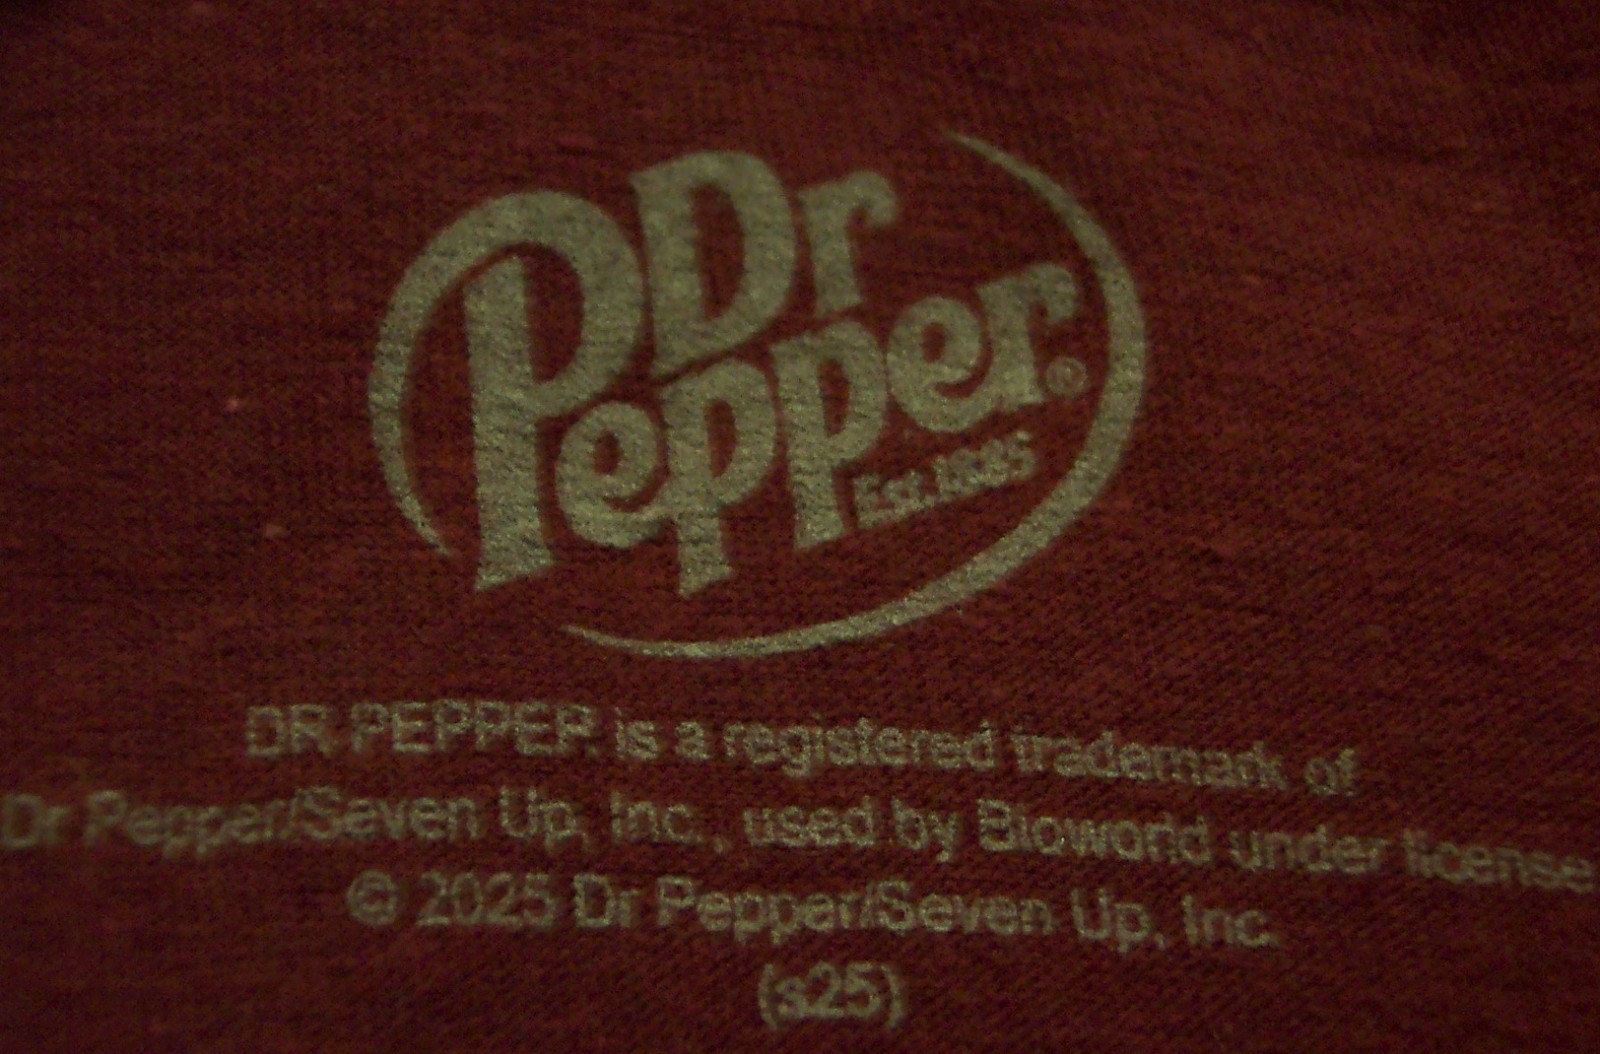 Dr
Pepper®
Est. 1885
DR PEPPER is a registered trademark of
Dr Pepper/Seven Up, Inc., used by Bioworld under license
© 2025 Dr Pepper/Seven Up, Inc.
(s25)